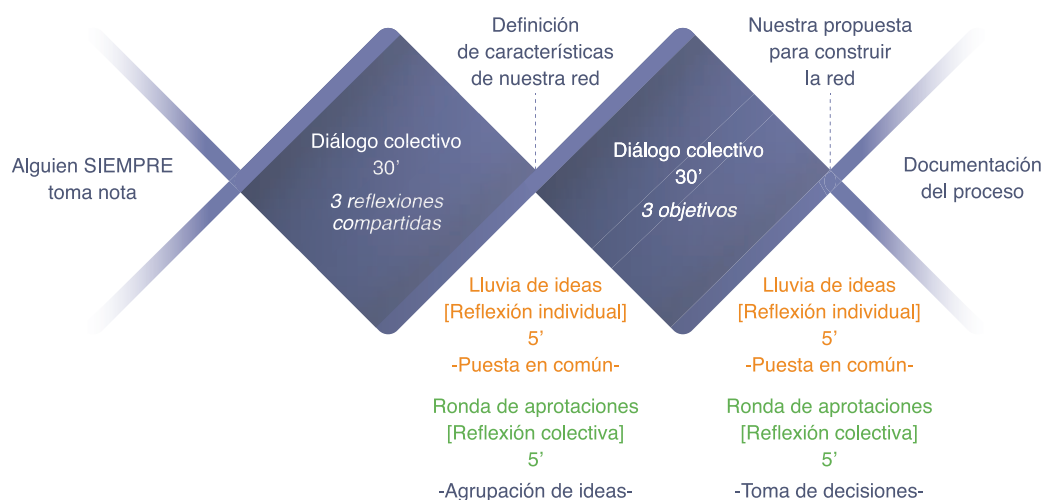 Alguien SIEMPRE
toma nota
Diálogo colectivo
30’
3 reflexiones
compartidas
Definición
de características
de nuestra red
Lluvia de ideas
[Reflexión individual]
5’
-Puesta en común-
Ronda de aprotaciones
[Reflexión colectiva]
5’
-Agrupación de ideas-
Diálogo colectivo
30’
3 objetivos
Nuestra propuesta
para construir
la red
Lluvia de ideas
[Reflexión individual]
5’
-Puesta en común-
Ronda de aprotaciones
[Reflexión colectiva]
5’
-Toma de decisiones-
Documentación
del proceso